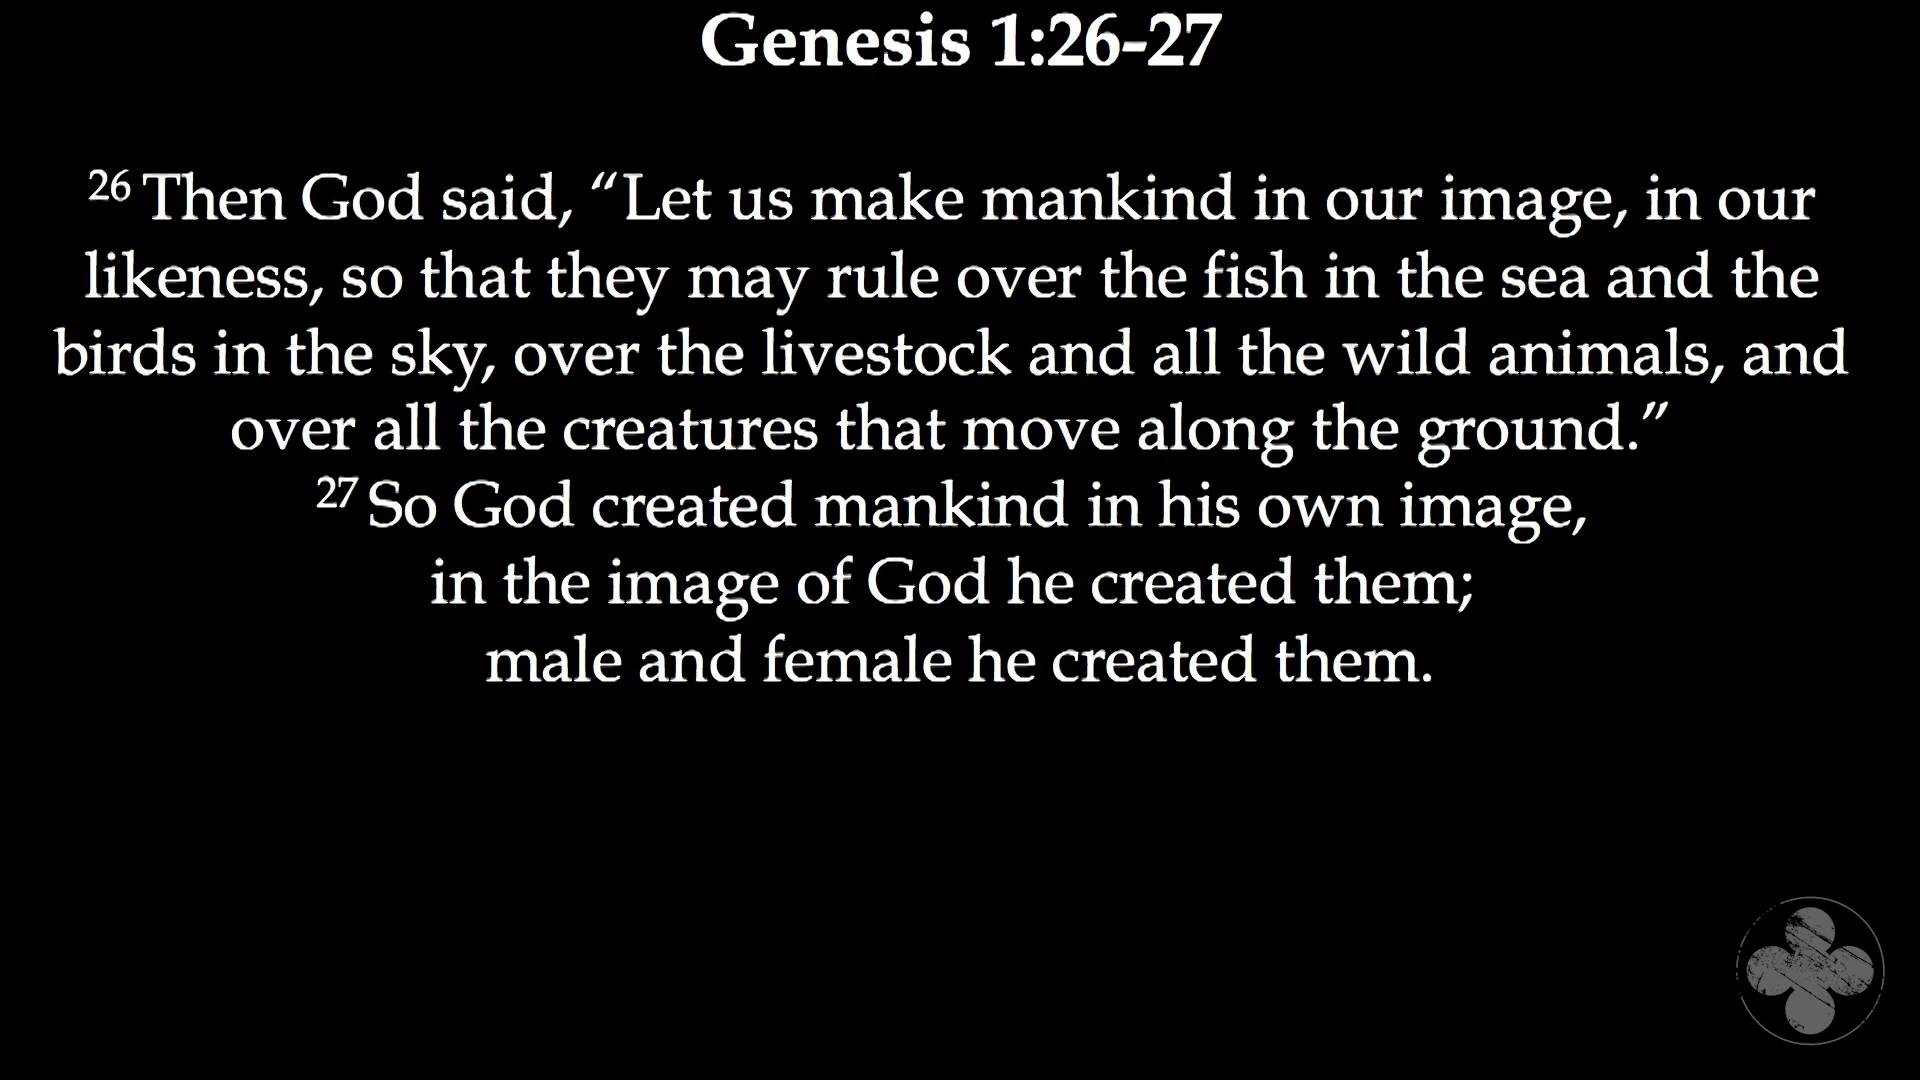 Genesis 1:26-27
26 Then God said, “Let us make mankind in our image, in our
likeness, so that they may rule over the fish in the sea and the
birds in the sky, over the livestock and all the wild animals, and
over all the creatures that move along the ground.”
27 So God created mankind in his own image,
in the image of God he created them;
male and female he created them.